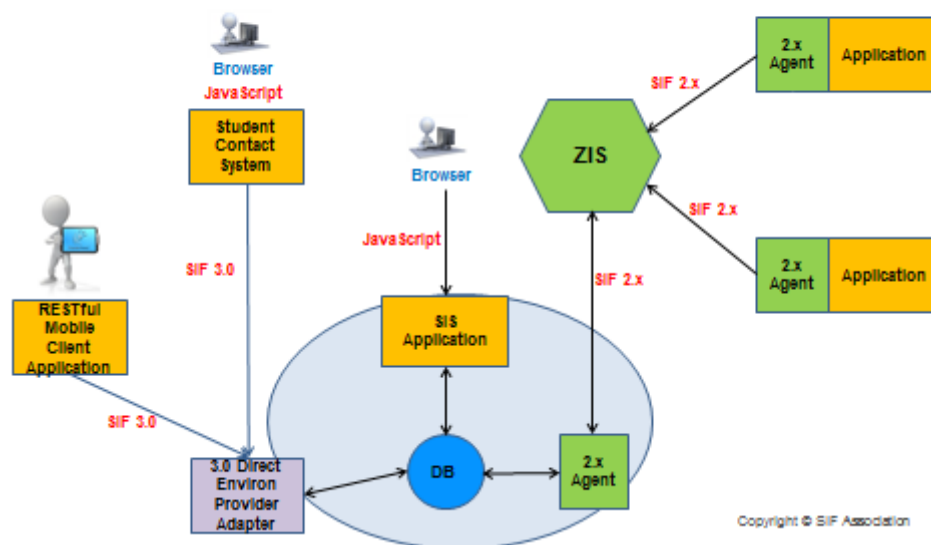 Browser
JavaScript
Student
Contact
System
SIF 3.0
RESTful
Mobile
Client
Application
SIF 3.0
3.0 Direct
Environ
Provider
Adapter
Browser
JavaScript
SIS
Application
DB
2.x
Agent
SIF 2.x
ZIS
SIF 2.x
2.x
Agent
Application
SIF 2.x
2.x
Agent
Application
Copyright © SIF Association